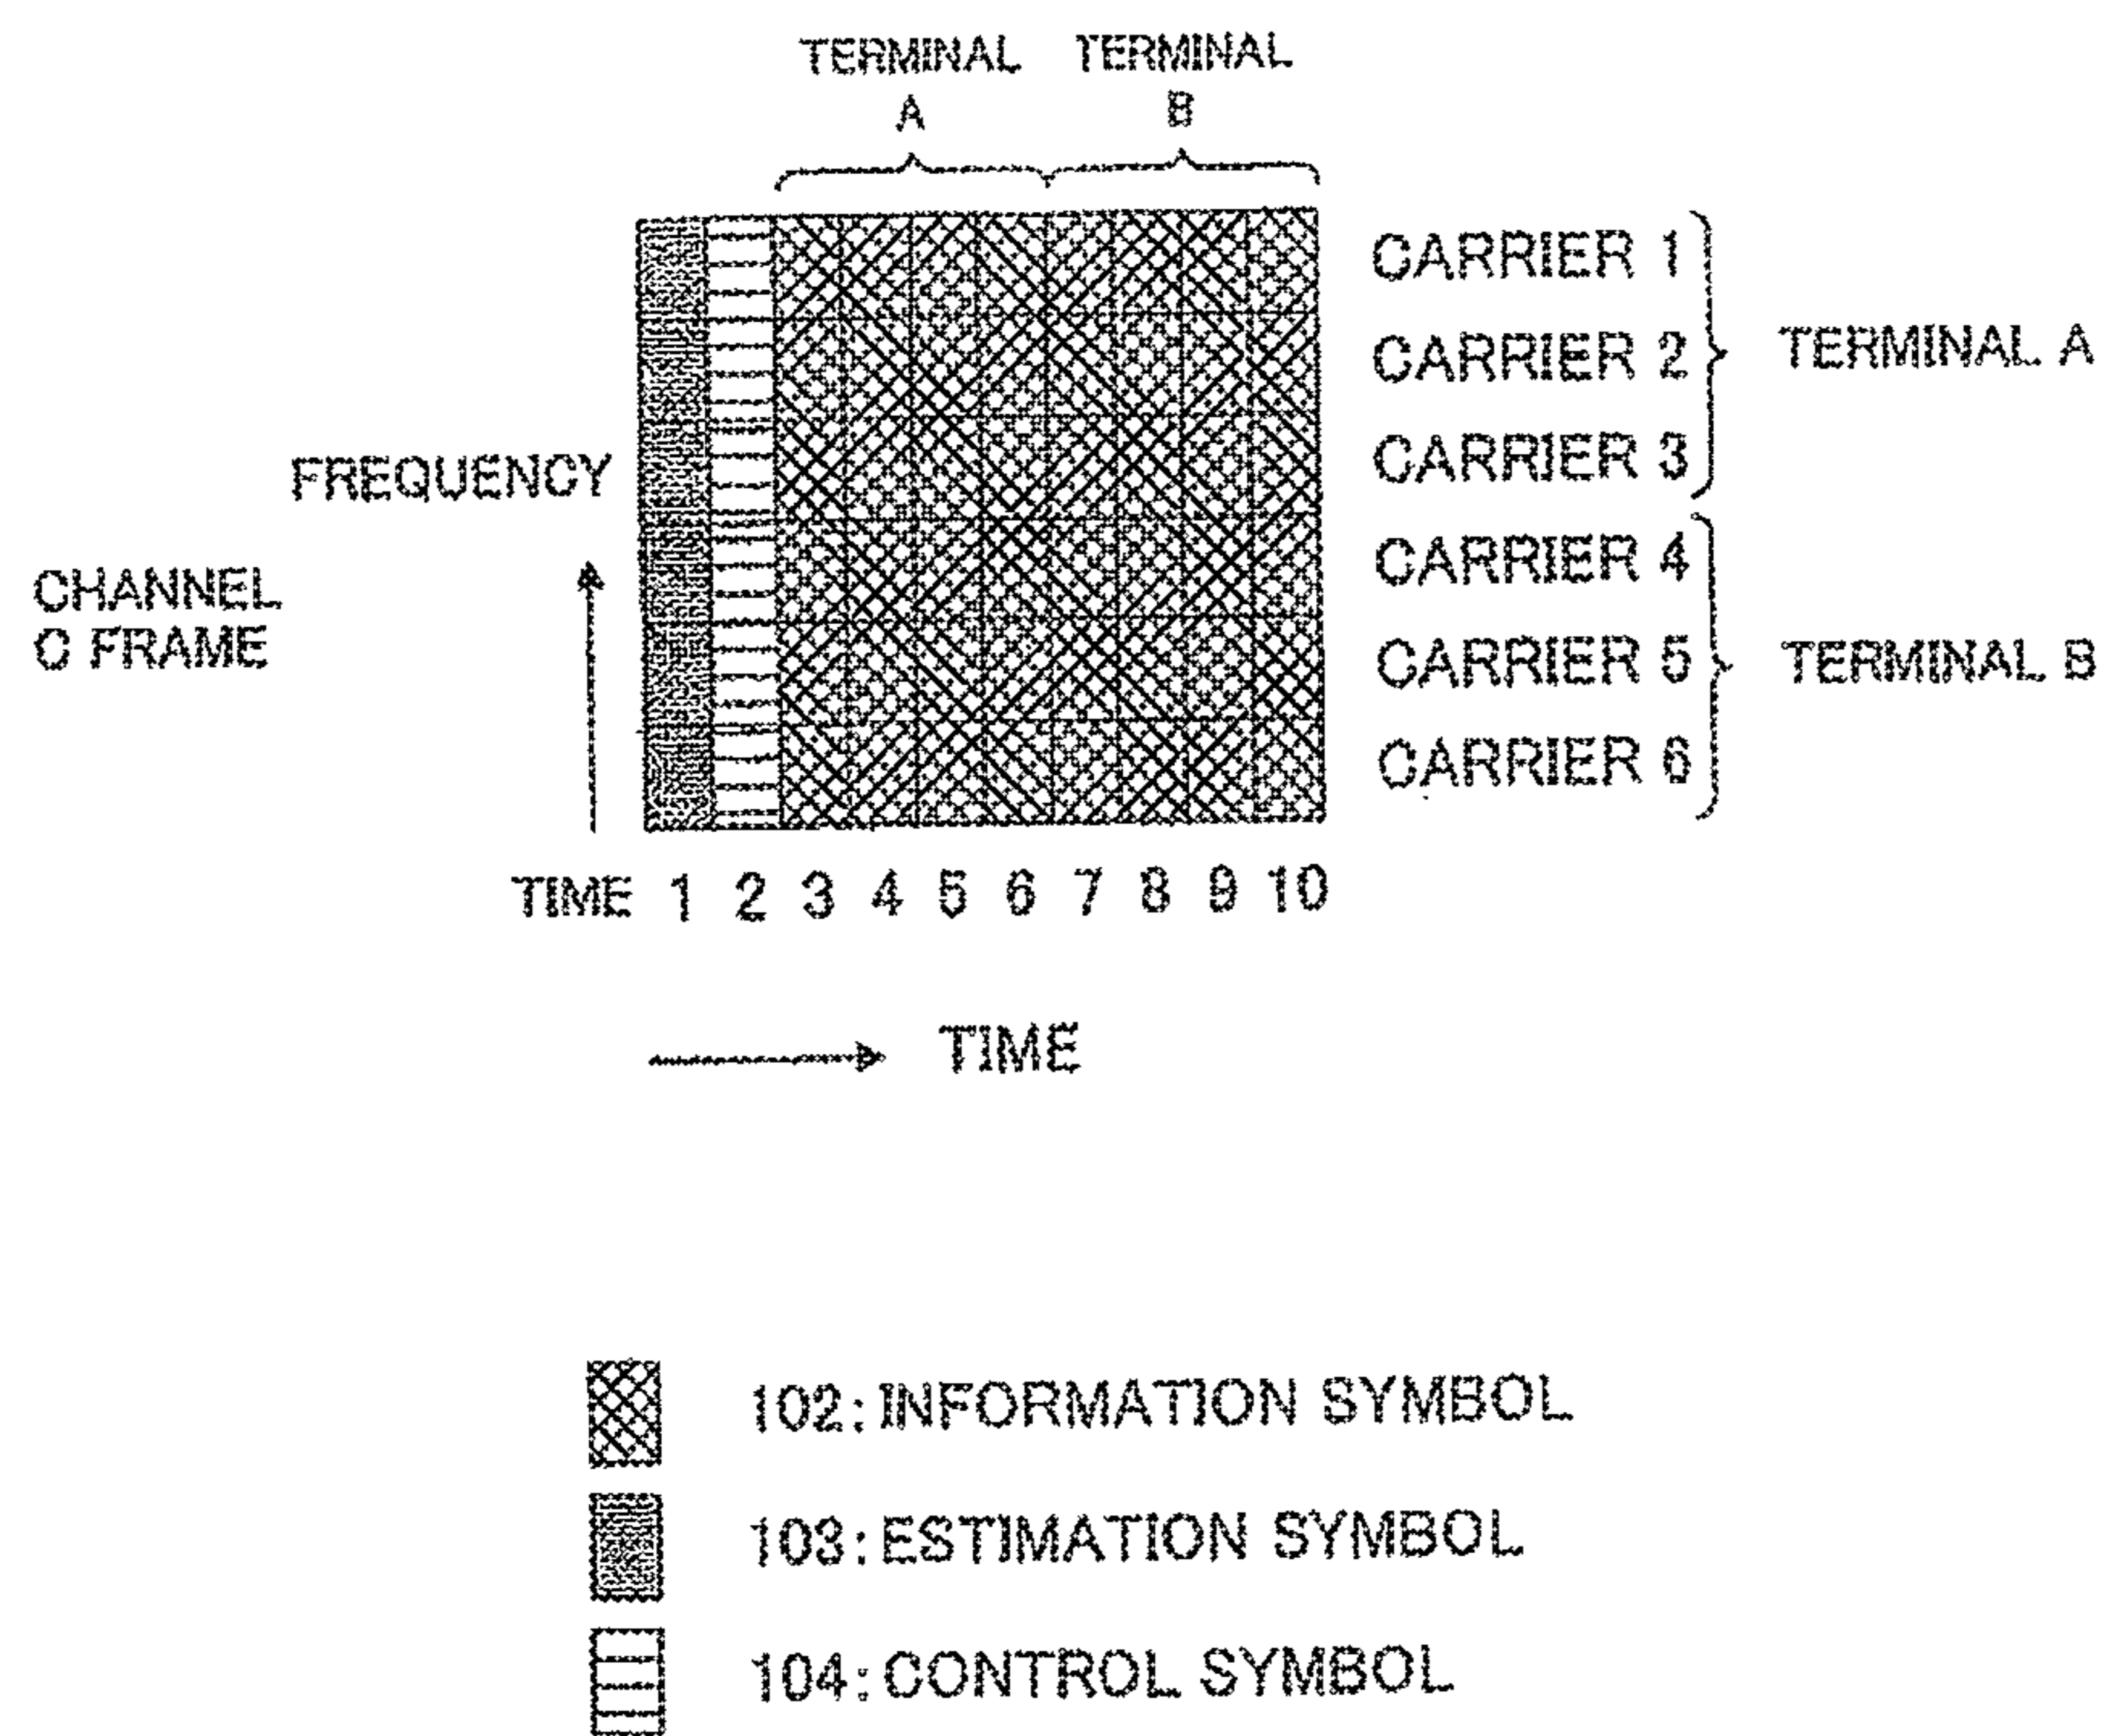 TERMINAL A
TERMINAL B
CARRIER 1
CARRIER 2
CARRIER 3
CARRIER 4
CARRIER 5
CARRIER 6
TERMINAL A
TERMINAL B
FREQUENCY
CHANNEL
C FRAME
TIME 1 2 3 4 5 6 7 8 9 10
TIME
102: INFORMATION SYMBOL
103: ESTIMATION SYMBOL
104: CONTROL SYMBOL